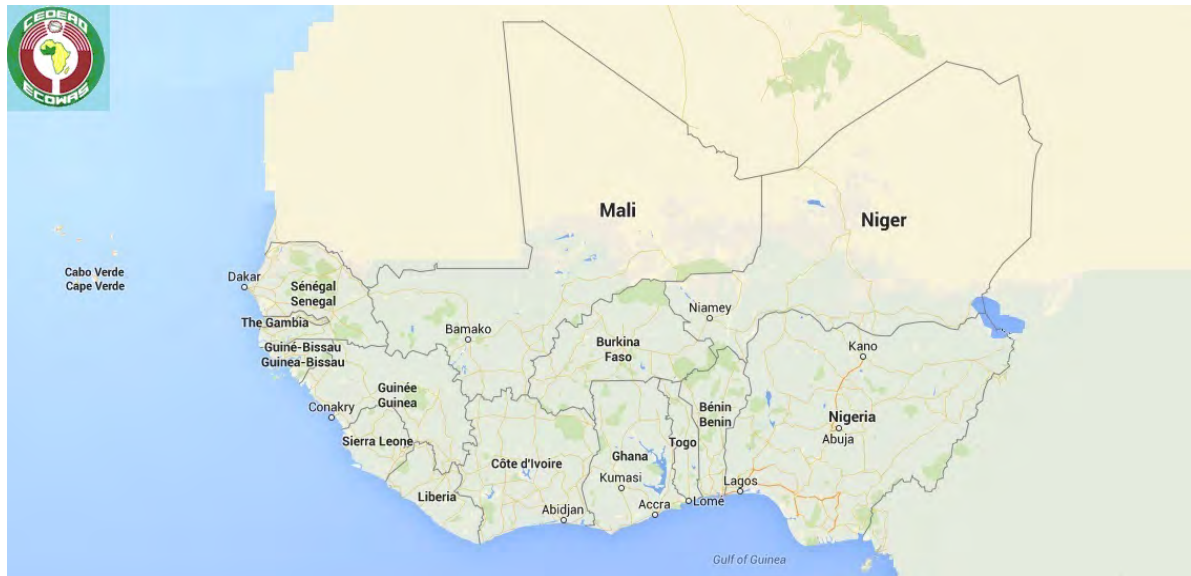 CEDEAO
ECOWAS
Mali
Niger
Cabo Verde
Cape Verde
Dakar
Sénégal
Senegal
The Gambia
Guiné-Bissau
Guinea-Bissau
Bamako
Niamey
Burkina
Faso
Kano
Guinée
Guinea
Bénin
Benin
Conakry
Nigeria
Abuja
Sierra Leone
Côte d'Ivoire
Ghana
Togo
Kumasi
Liberia
Lagos
Abidjan
Accra
Lome
Gulf of Guinea